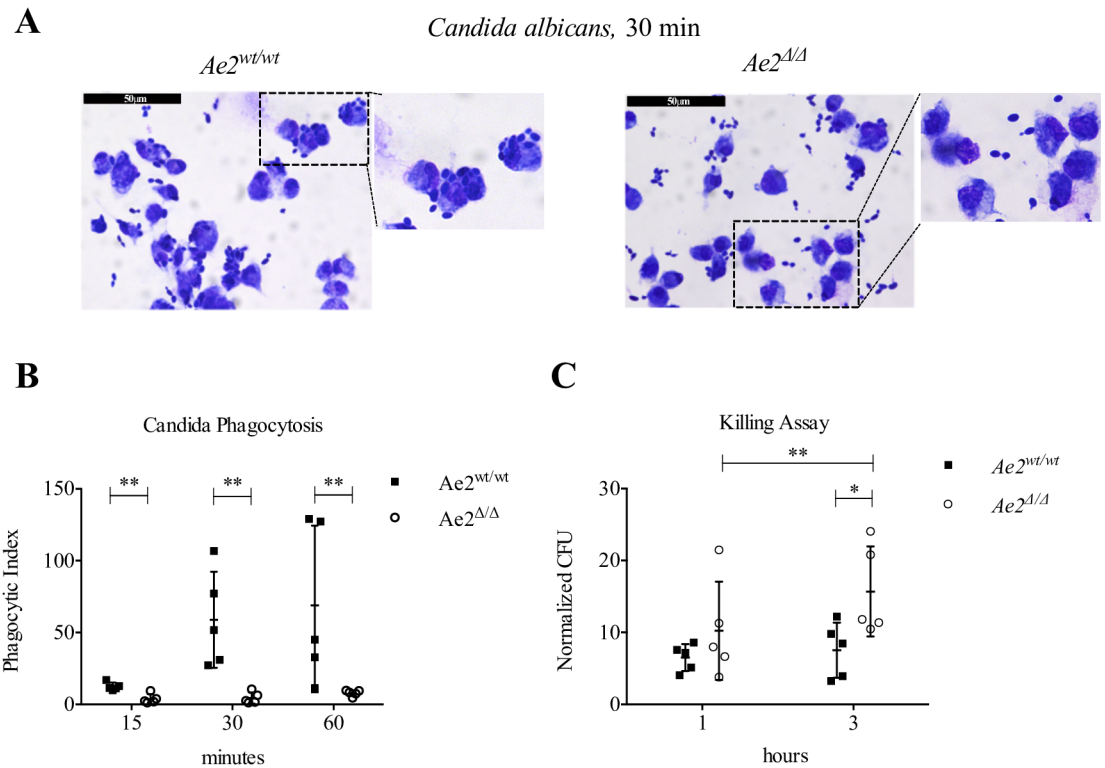 A
Candida albicans, 30 min
Ae2wt/wt
Ae2Δ/Δ
50μm
50μm
B
C
Candida Phagocytosis
Killing Assay
**
**
**
**
*
Ae2wt/wt
Ae2Δ/Δ
Ae2wt/wt
Ae2Δ/Δ
Phagocytic Index
150
100
50
0
15
30
60
minutes
Normalized CFU
30
20
10
0
1
3
hours